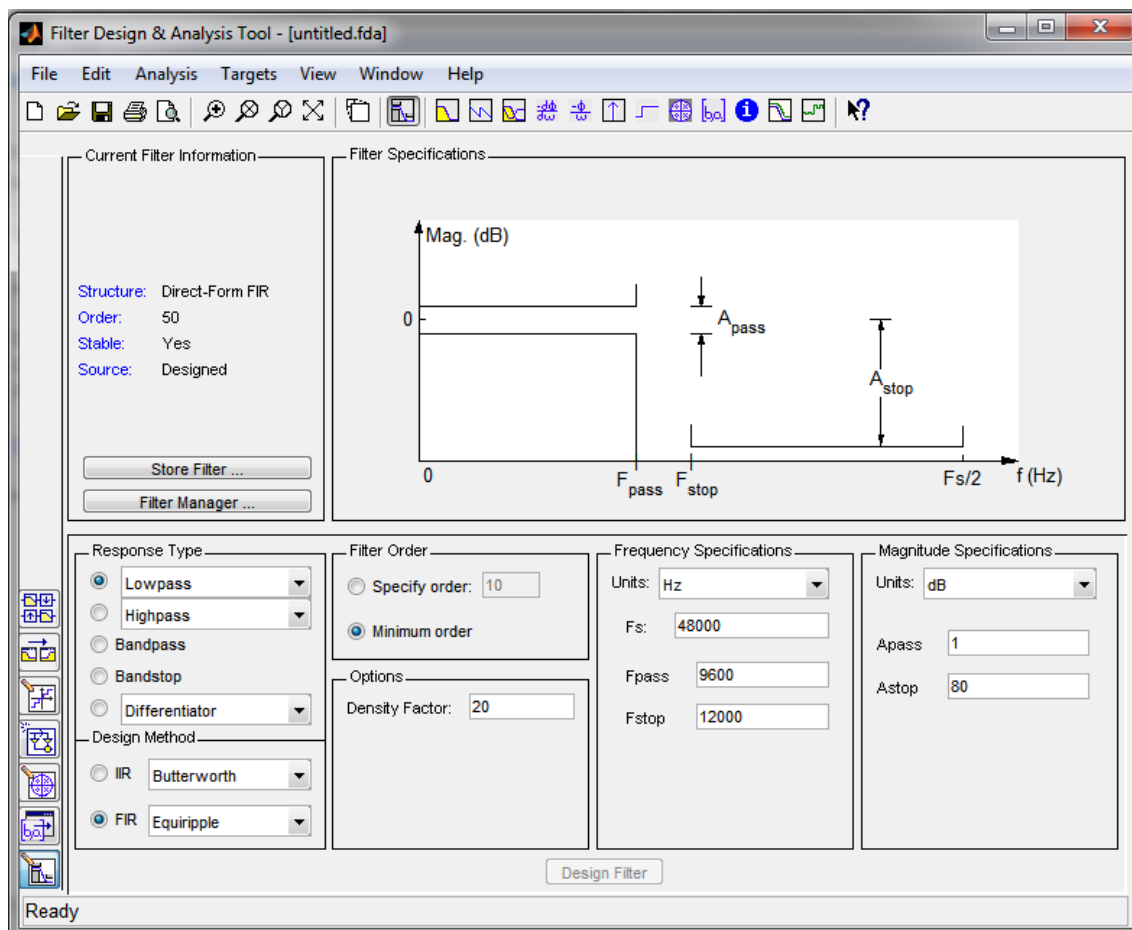 Filter Design & Analysis Tool - [untitled.fda]
File Edit Analysis Targets View Window Help
Current Filter Information
Structure: Direct-Form FIR
Order: 50
Stable: Yes
Source: Designed
Store Filter ...
Filter Manager ...
Filter Specifications
Mag. (dB)
0
A pass
A stop
0 F pass F stop Fs/2 f (Hz)
Response Type
Lowpass
Highpass
Bandpass
Bandstop
Differentiator
Design Method
IIR Butterworth
FIR Equiripple
Filter Order
Specify order: 10
Minimum order
Options
Density Factor: 20
Frequency Specifications
Units: Hz
Fs: 48000
Fpass 9600
Fstop 12000
Magnitude Specifications
Units: dB
Apass 1
Astop 80
Design Filter
Ready